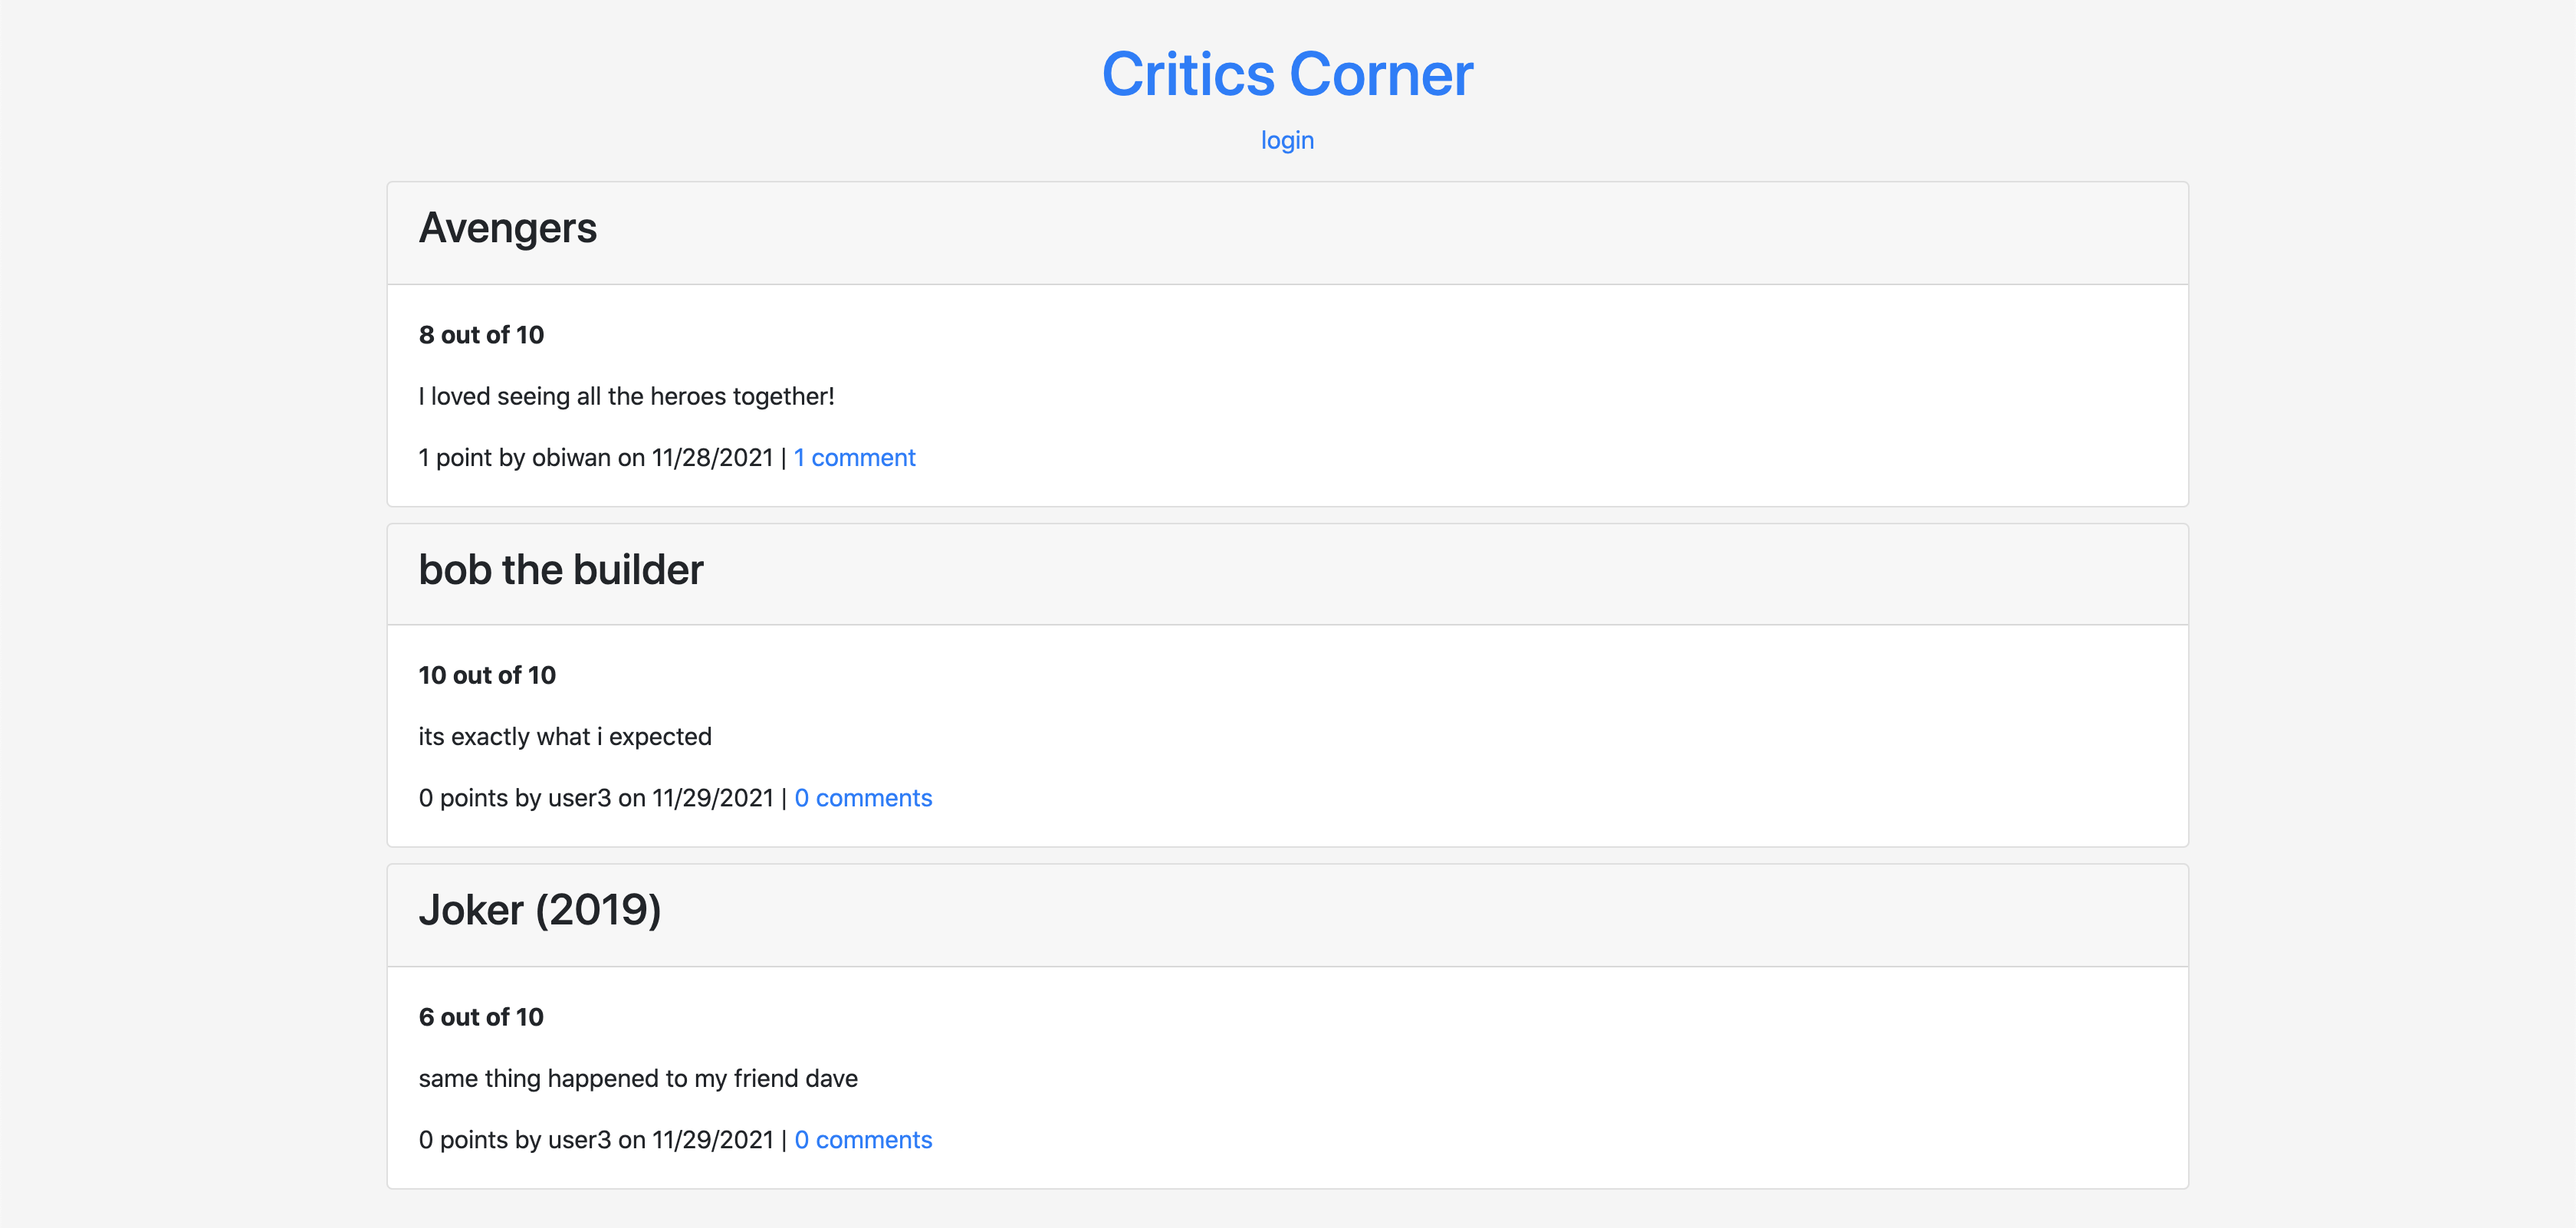 Critics Corner
login
Avengers
8 out of 10
I loved seeing all the heroes together!
1 point by obiwan on 11/28/2021 | 1 comment
bob the builder
10 out of 10
its exactly what i expected
0 points by user3 on 11/29/2021 | 0 comments
Joker (2019)
6 out of 10
same thing happened to my friend dave
0 points by user3 on 11/29/2021 | 0 comments